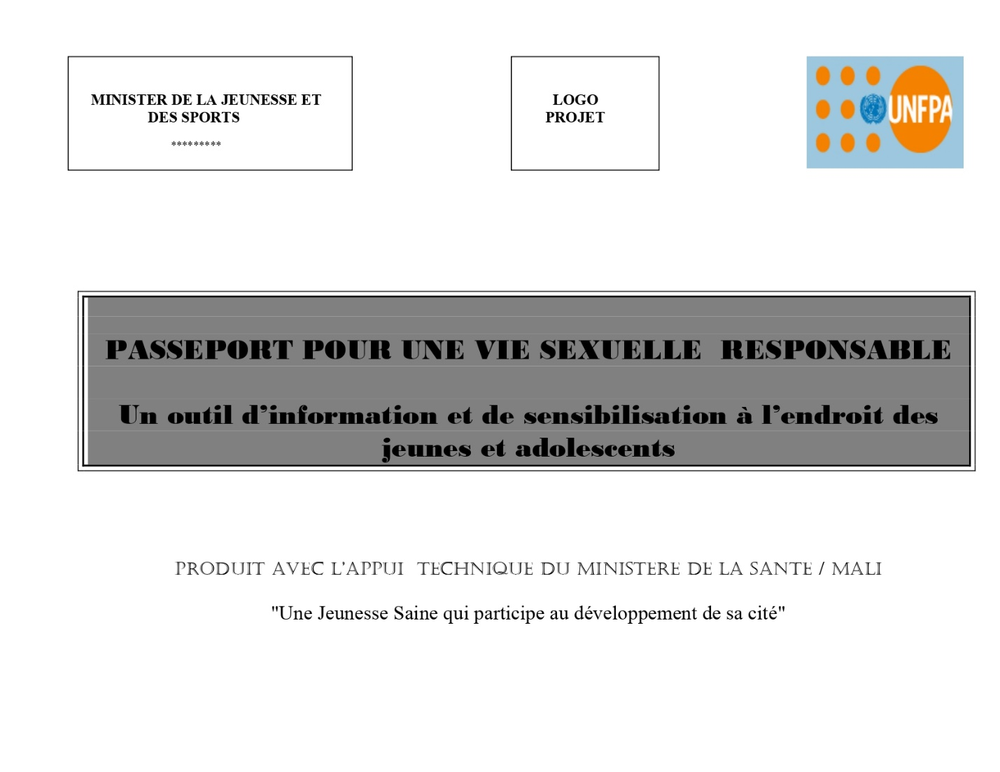 MINISTER DE LA JEUNESSE ET
DES SPORTS
*********
LOGO
PROJET
UNFPA
PASSEPORT POUR UNE VIE SEXUELLE  RESPONSABLE
Un outil d’information et de sensibilisation à l’endroit des
jeunes et adolescents
PRODUIT AVEC L’APPUI  TECHNIQUE DU MINISTERE DE LA SANTE / MALI
"Une Jeunesse Saine qui participe au développement de sa cité"